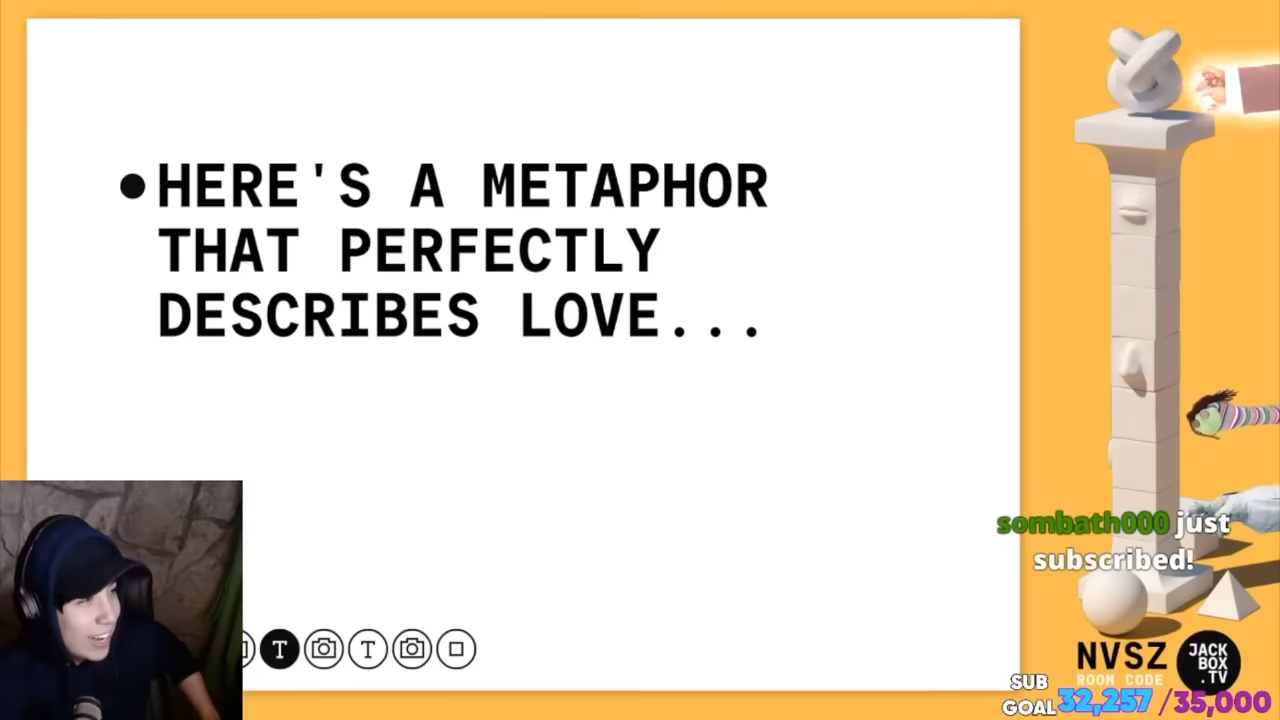 •HERE'S A METAPHOR
THAT PERFECTLY
DESCRIBES LOVE...
sombath000 just
subscribed!
T
T
NVSZ
ROOM CODE
JACK
BOX
.TV
SUB
GOAL 32,257/35,000